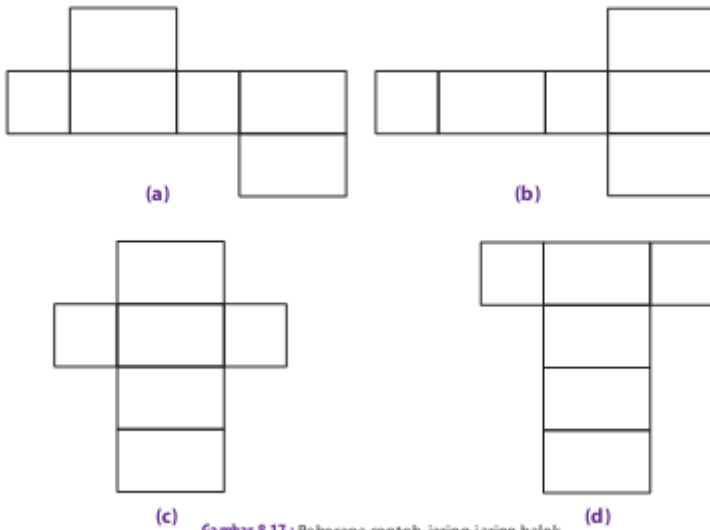 (a)
(b)
(c)
(d)
Gambar 8.17 : Beberapa contoh jaring-jaring balok